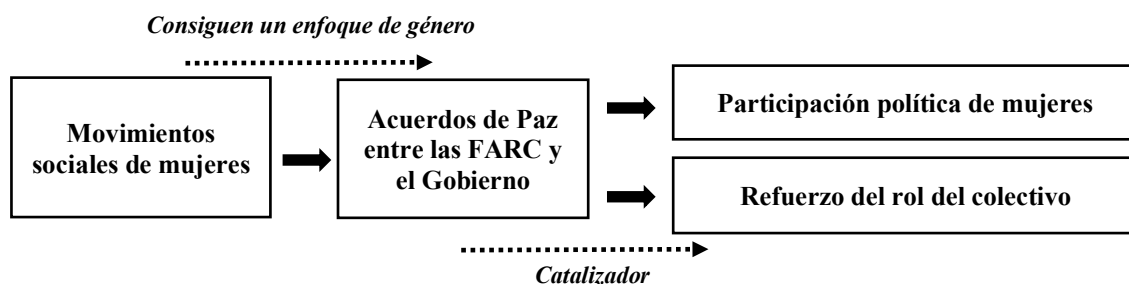 Consiguen un enfoque de género
Movimientos
sociales de mujeres
Acuerdos de Paz
entre las FARC y
el Gobierno
Participación política de mujeres
Refuerzo del rol del colectivo
Catalizador